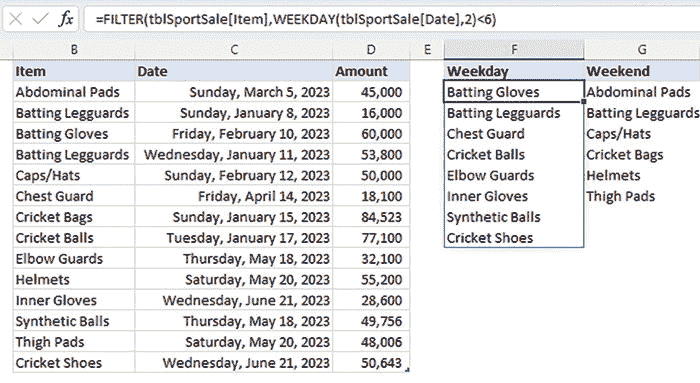 fx =FILTER(tblSportSale[Item],WEEKDAY(tblSportSale[Date],2)<6)
B C D E F G
Item Date Amount Weekday Weekend
Abdominal Pads Sunday, March 5, 2023 45,000 Batting Gloves Abdominal Pads
Batting Legguards Sunday, January 8, 2023 16,000 Batting Legguards Batting Legguards
Batting Gloves Friday, February 10, 2023 60,000 Chest Guard Caps/Hats
Batting Legguards Wednesday, January 11, 2023 53,800 Cricket Balls Cricket Bags
Caps/Hats Sunday, February 12, 2023 50,000 Elbow Guards Helmets
Chest Guard Friday, April 14, 2023 18,100 Inner Gloves Thigh Pads
Cricket Bags Sunday, January 15, 2023 84,523 Synthetic Balls
Cricket Balls Tuesday, January 17, 2023 77,100 Cricket Shoes
Elbow Guards Thursday, May 18, 2023 32,100
Helmets Saturday, May 20, 2023 55,200
Inner Gloves Wednesday, June 21, 2023 28,600
Synthetic Balls Thursday, May 18, 2023 49,756
Thigh Pads Saturday, May 20, 2023 48,006
Cricket Shoes Wednesday, June 21, 2023 50,643